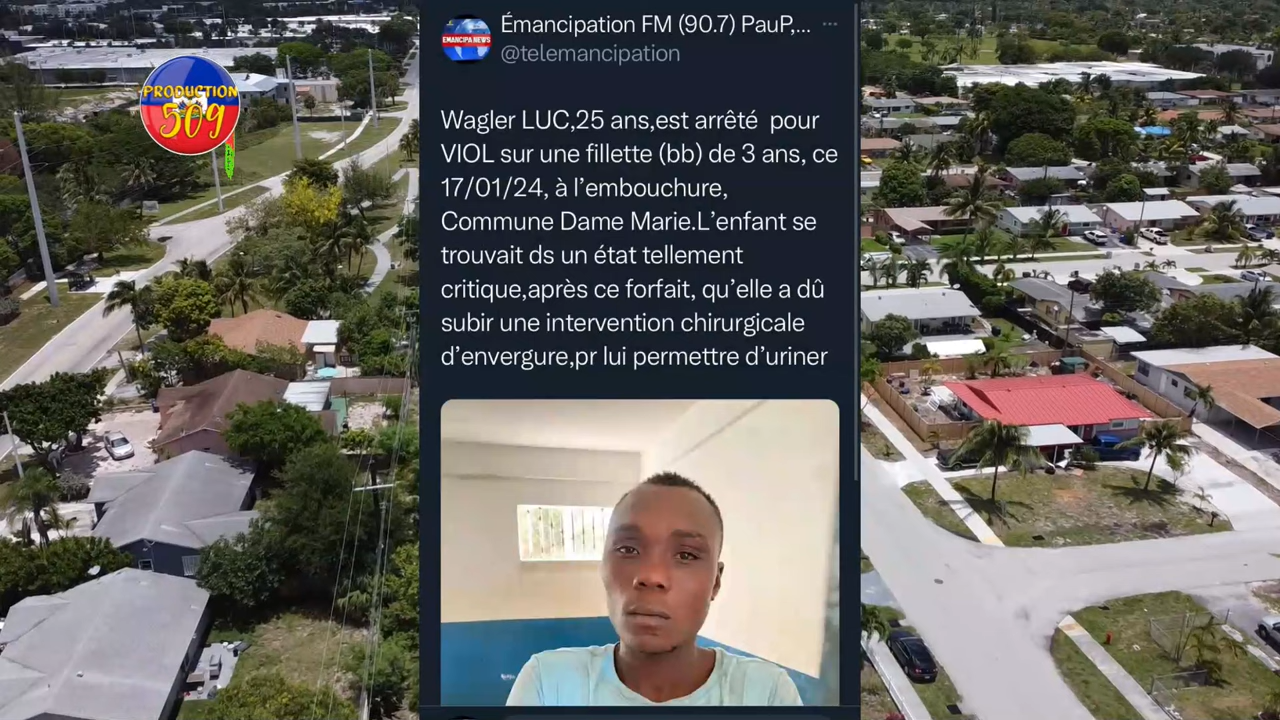 PRODUCTION
509
EMANCIPA NEWS
Émancipation FM (90.7) PauP,...
@telemancipation
Wagler LUC,25 ans,est arrêté pour
VIOL sur une fillette (bb) de 3 ans, ce
17/01/24, à l'embouchure,
Commune Dame Marie.L'enfant se
trouvait ds un état tellement
critique,après ce forfait, qu'elle a dû
subir une intervention chirurgicale
d'envergure,pr lui permettre d'uriner